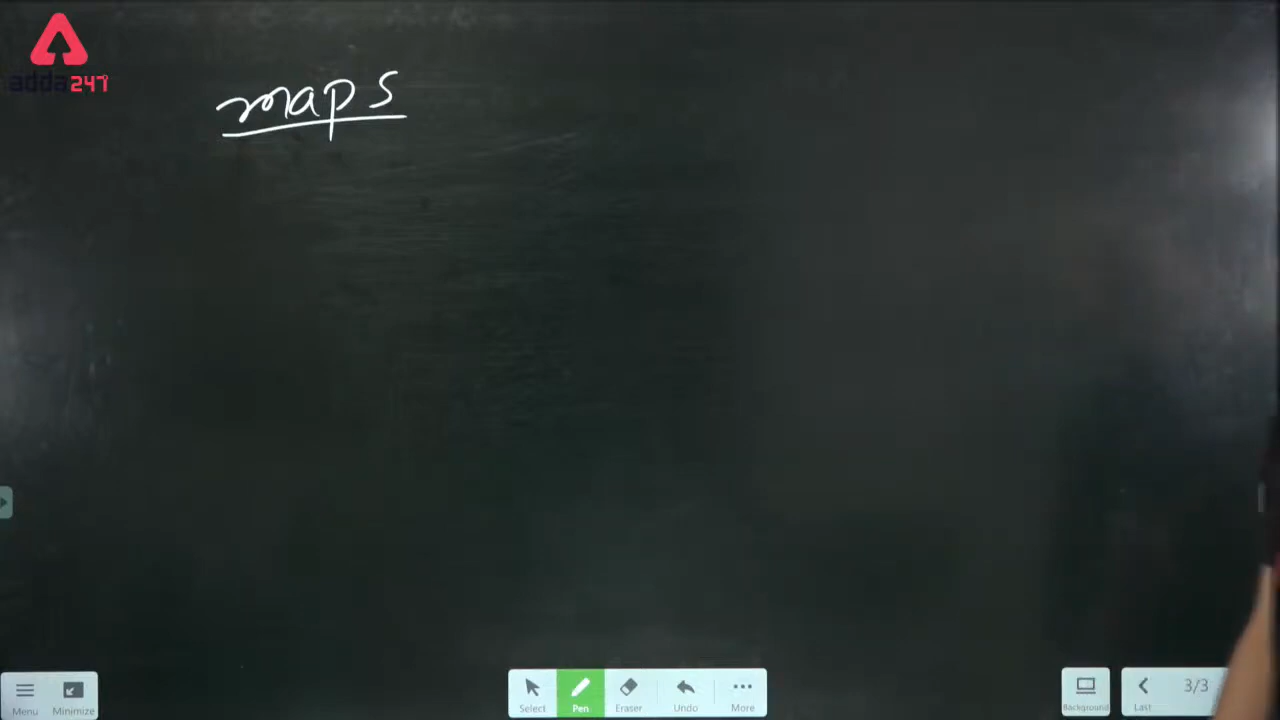 adda247
maps
Menu
Minimize
Select
Pen
Eraser
Undo
More
Background
Last
3/3